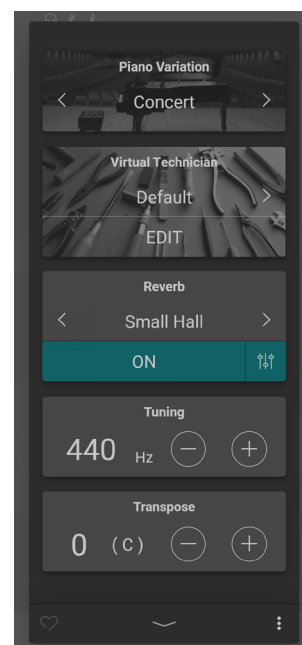 Piano Variation
Concert
Virtual Technician
Default
EDIT
Reverb
Small Hall
ON
Tuning
440 Hz
Transpose
0 (C)